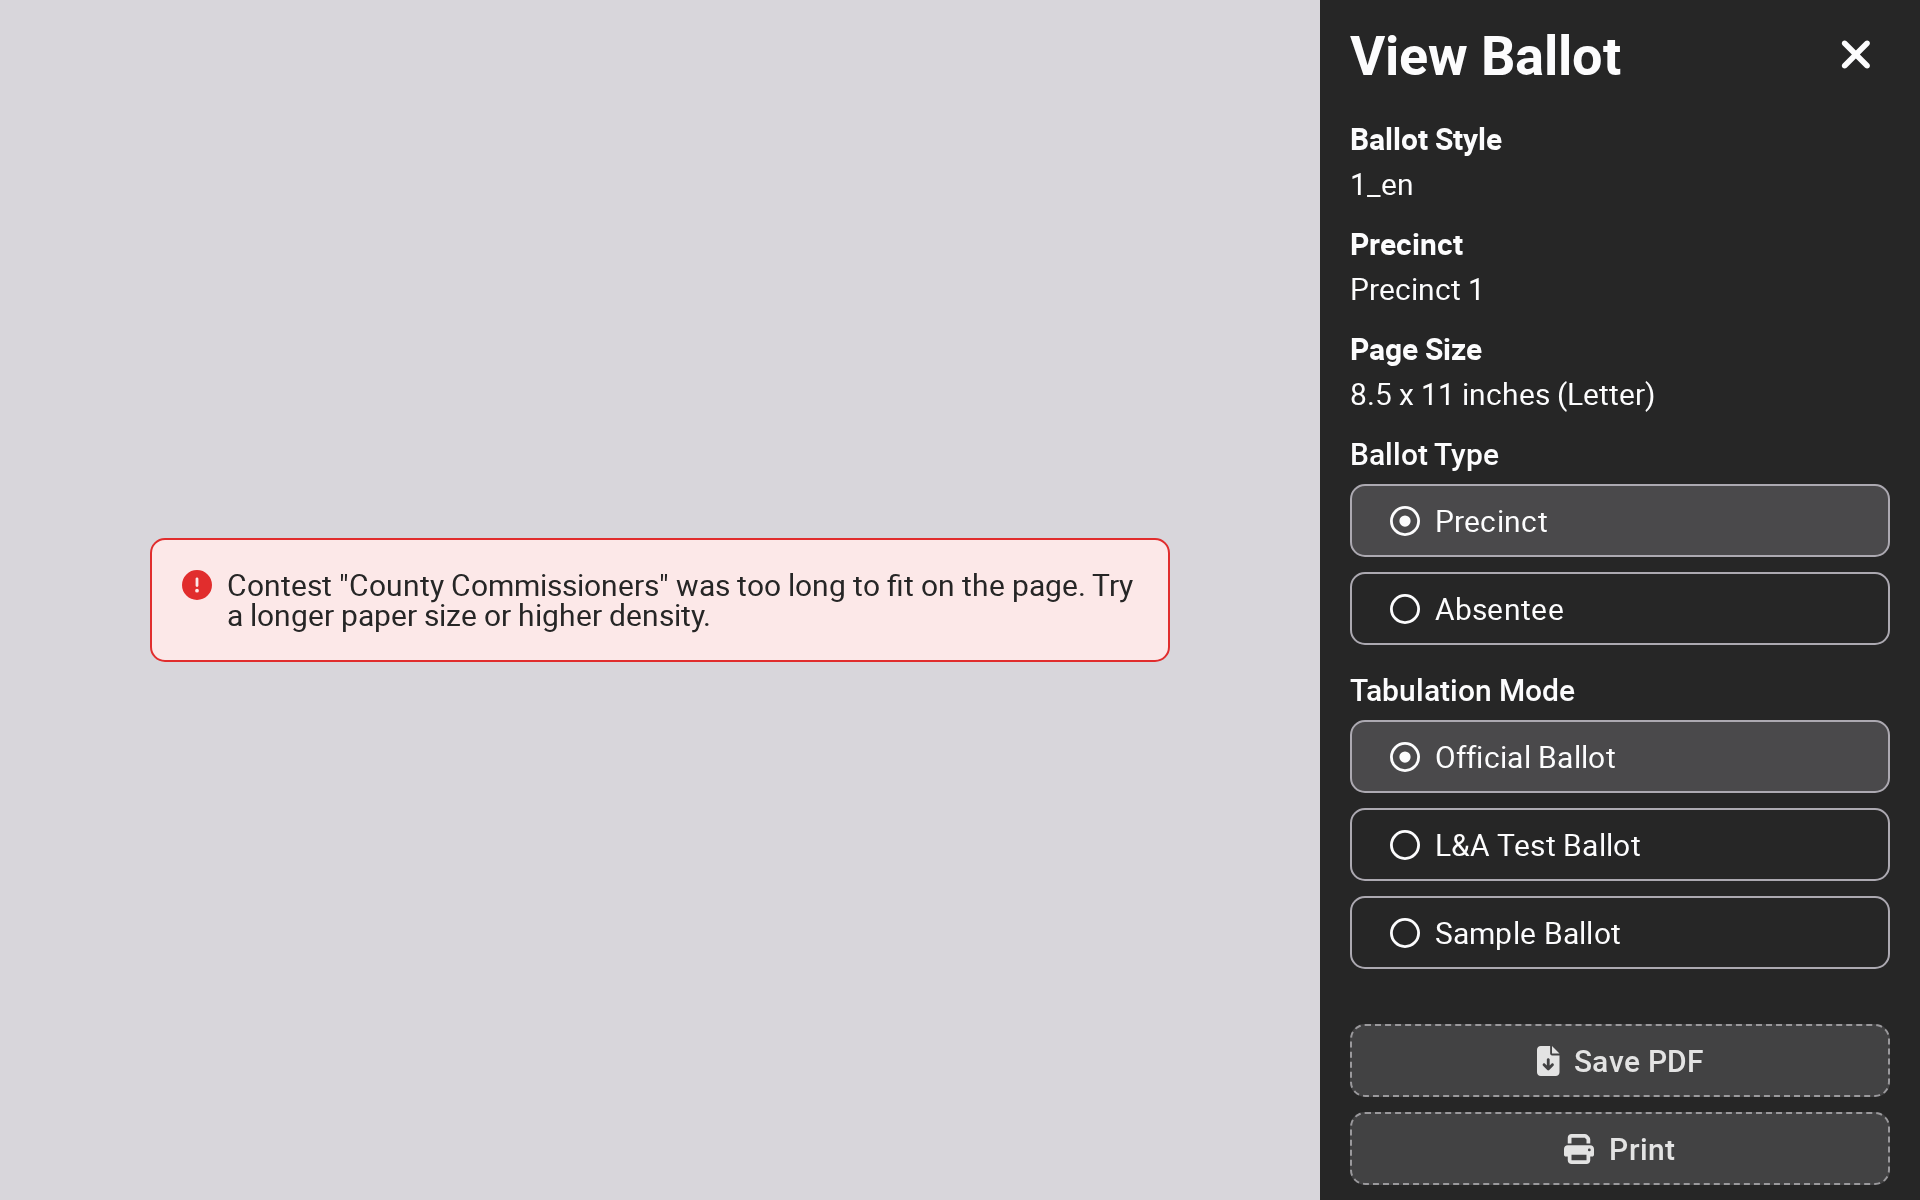 Contest "County Commissioners" was too long to fit on the page. Try
a longer paper size or higher density.
View Ballot
Ballot Style
1_en
Precinct
Precinct 1
Page Size
8.5 x 11 inches (Letter)
Ballot Type
Precinct
Absentee
Tabulation Mode
Official Ballot
L&A Test Ballot
Sample Ballot
Save PDF
Print